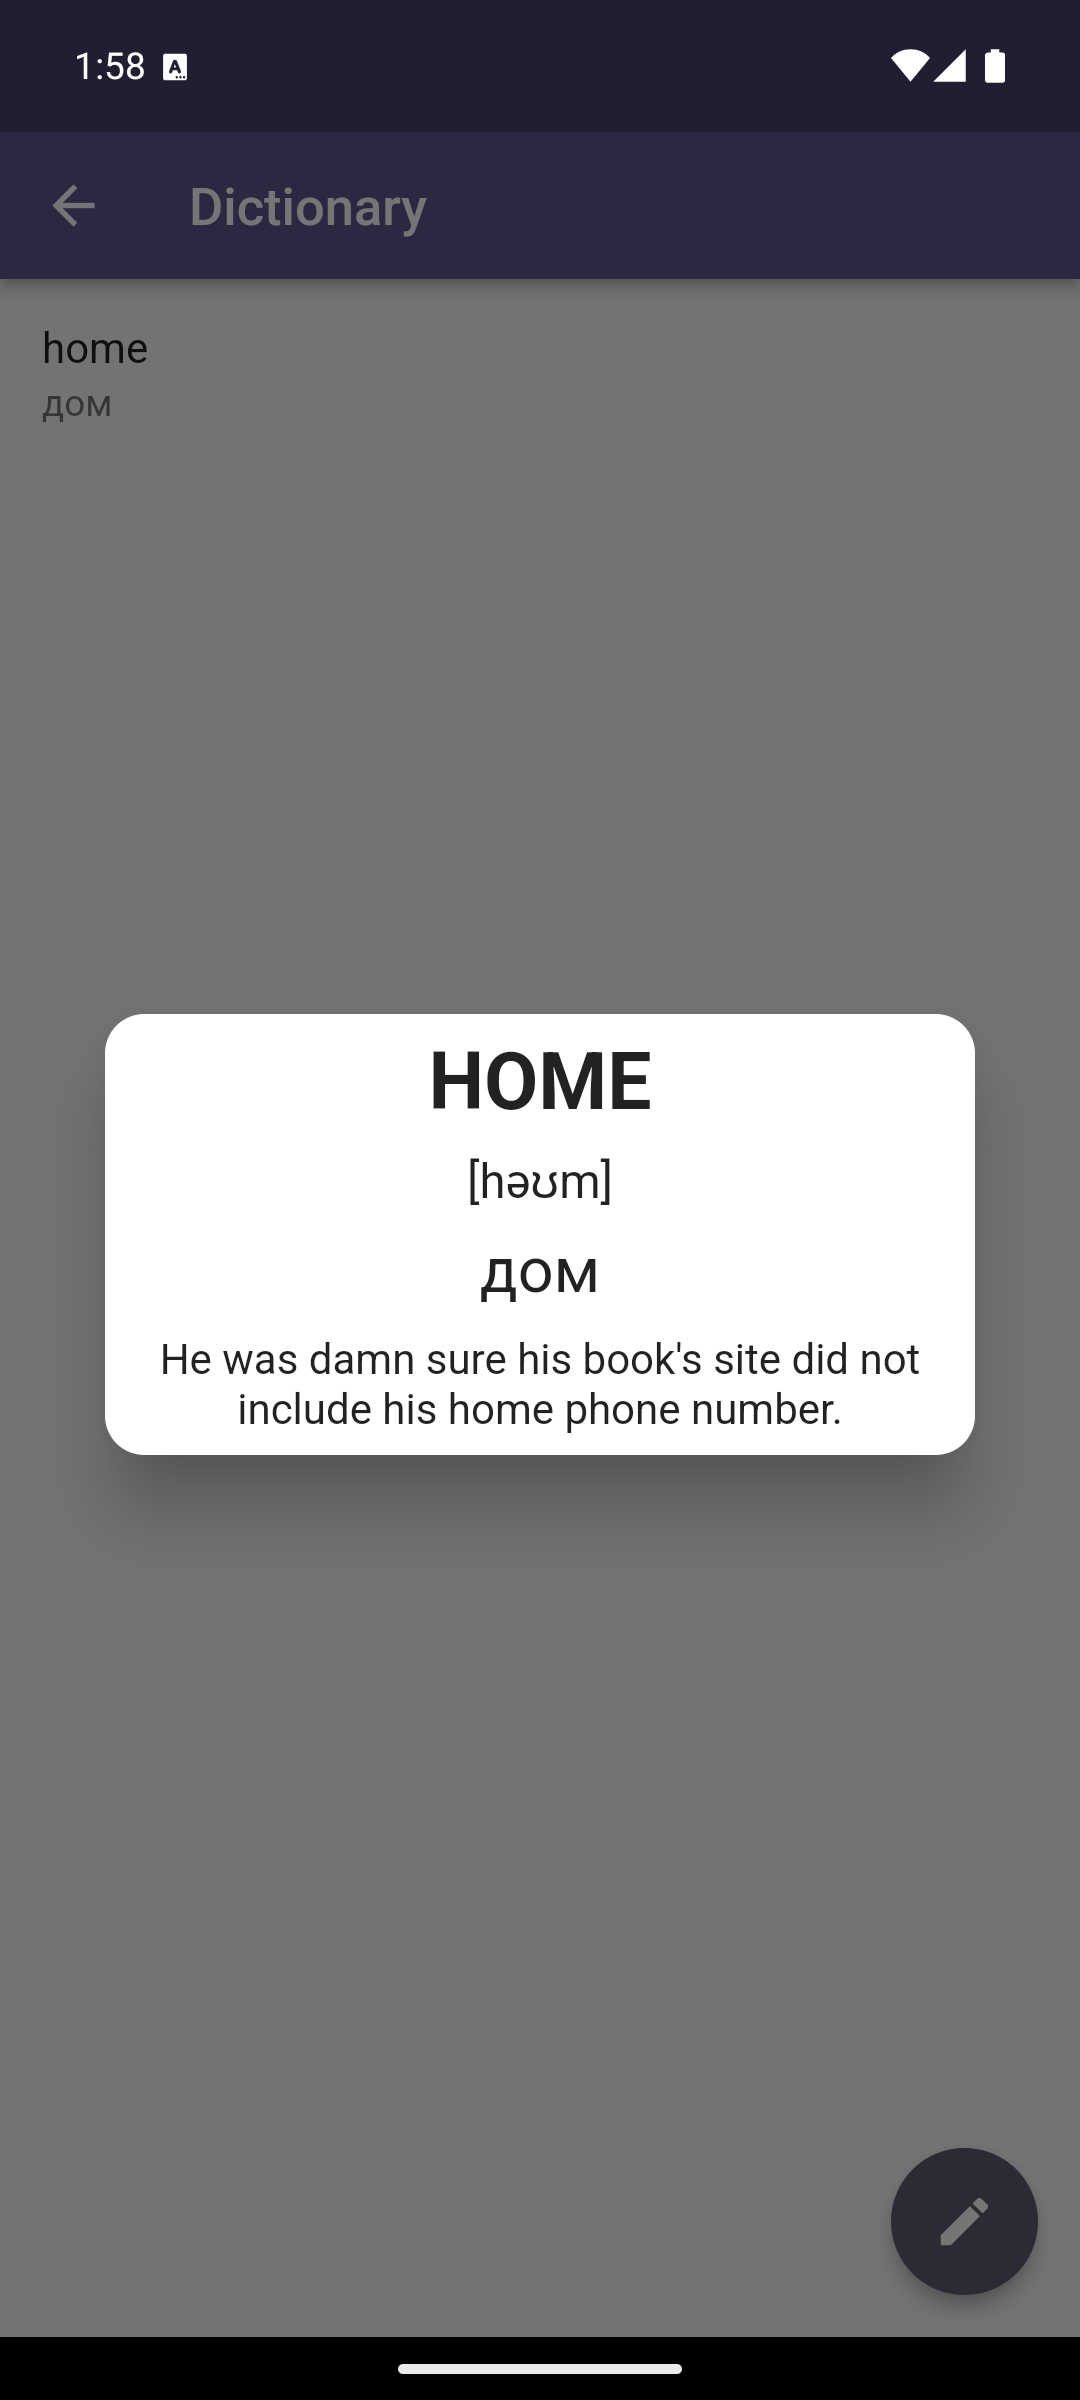 1:58
Dictionary
home
дом
HOME
[həʊm]
дом
He was damn sure his book's site did not
include his home phone number.